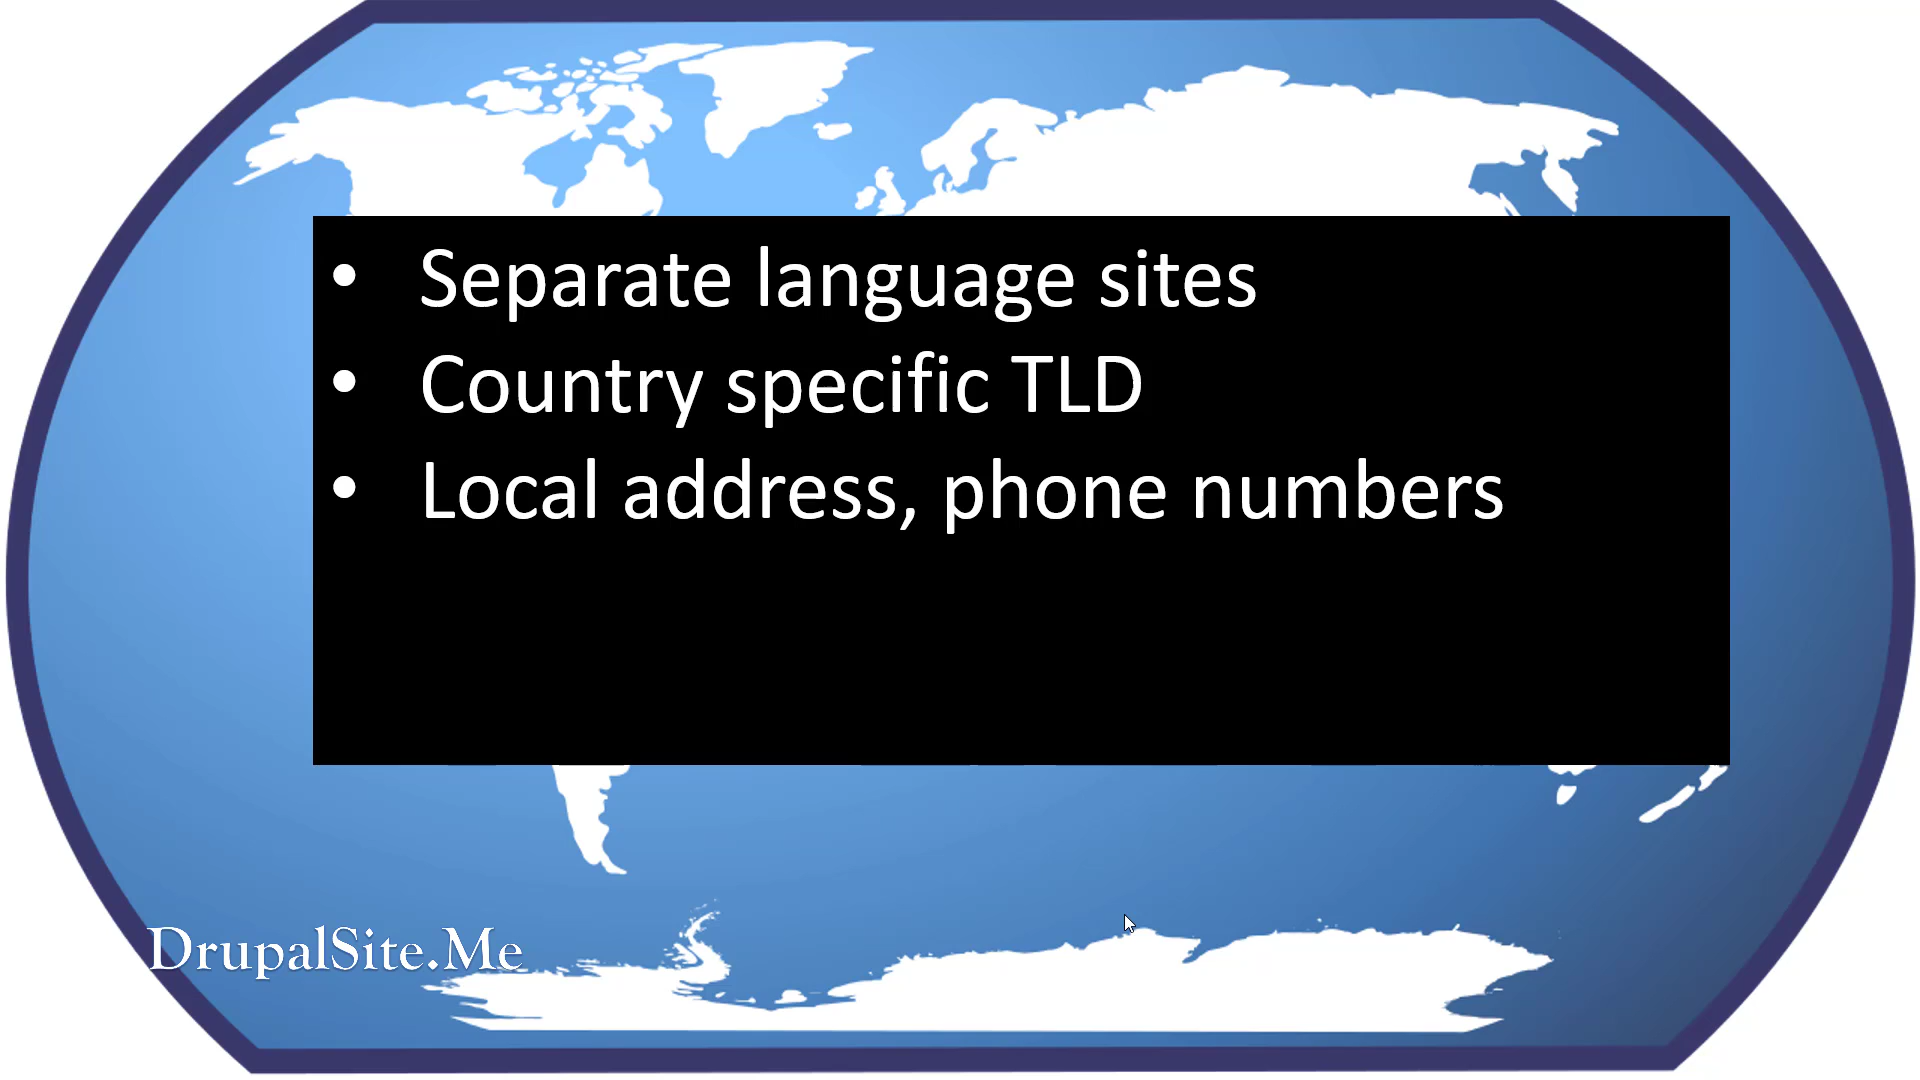 • Separate language sites
• Country specific TLD
• Local address, phone numbers
DrupalSite.Me